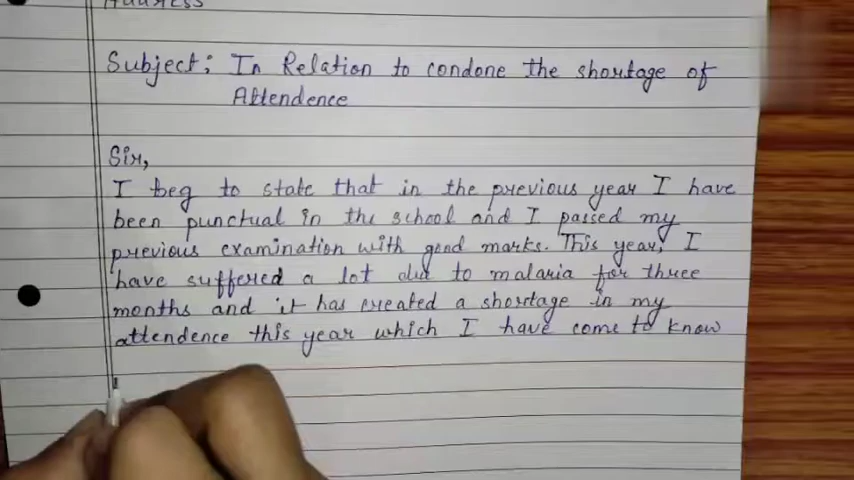 Address
Subject: In Relation to condone the shortage of
Attendence
Sir,
I beg to state that in the previous year I have
been punctual in the school and I passed my
previous examination with good marks. This year, I
have suffered a lot due to malaria for three
months and it has created a shortage in my
attendence this year which I have come to know